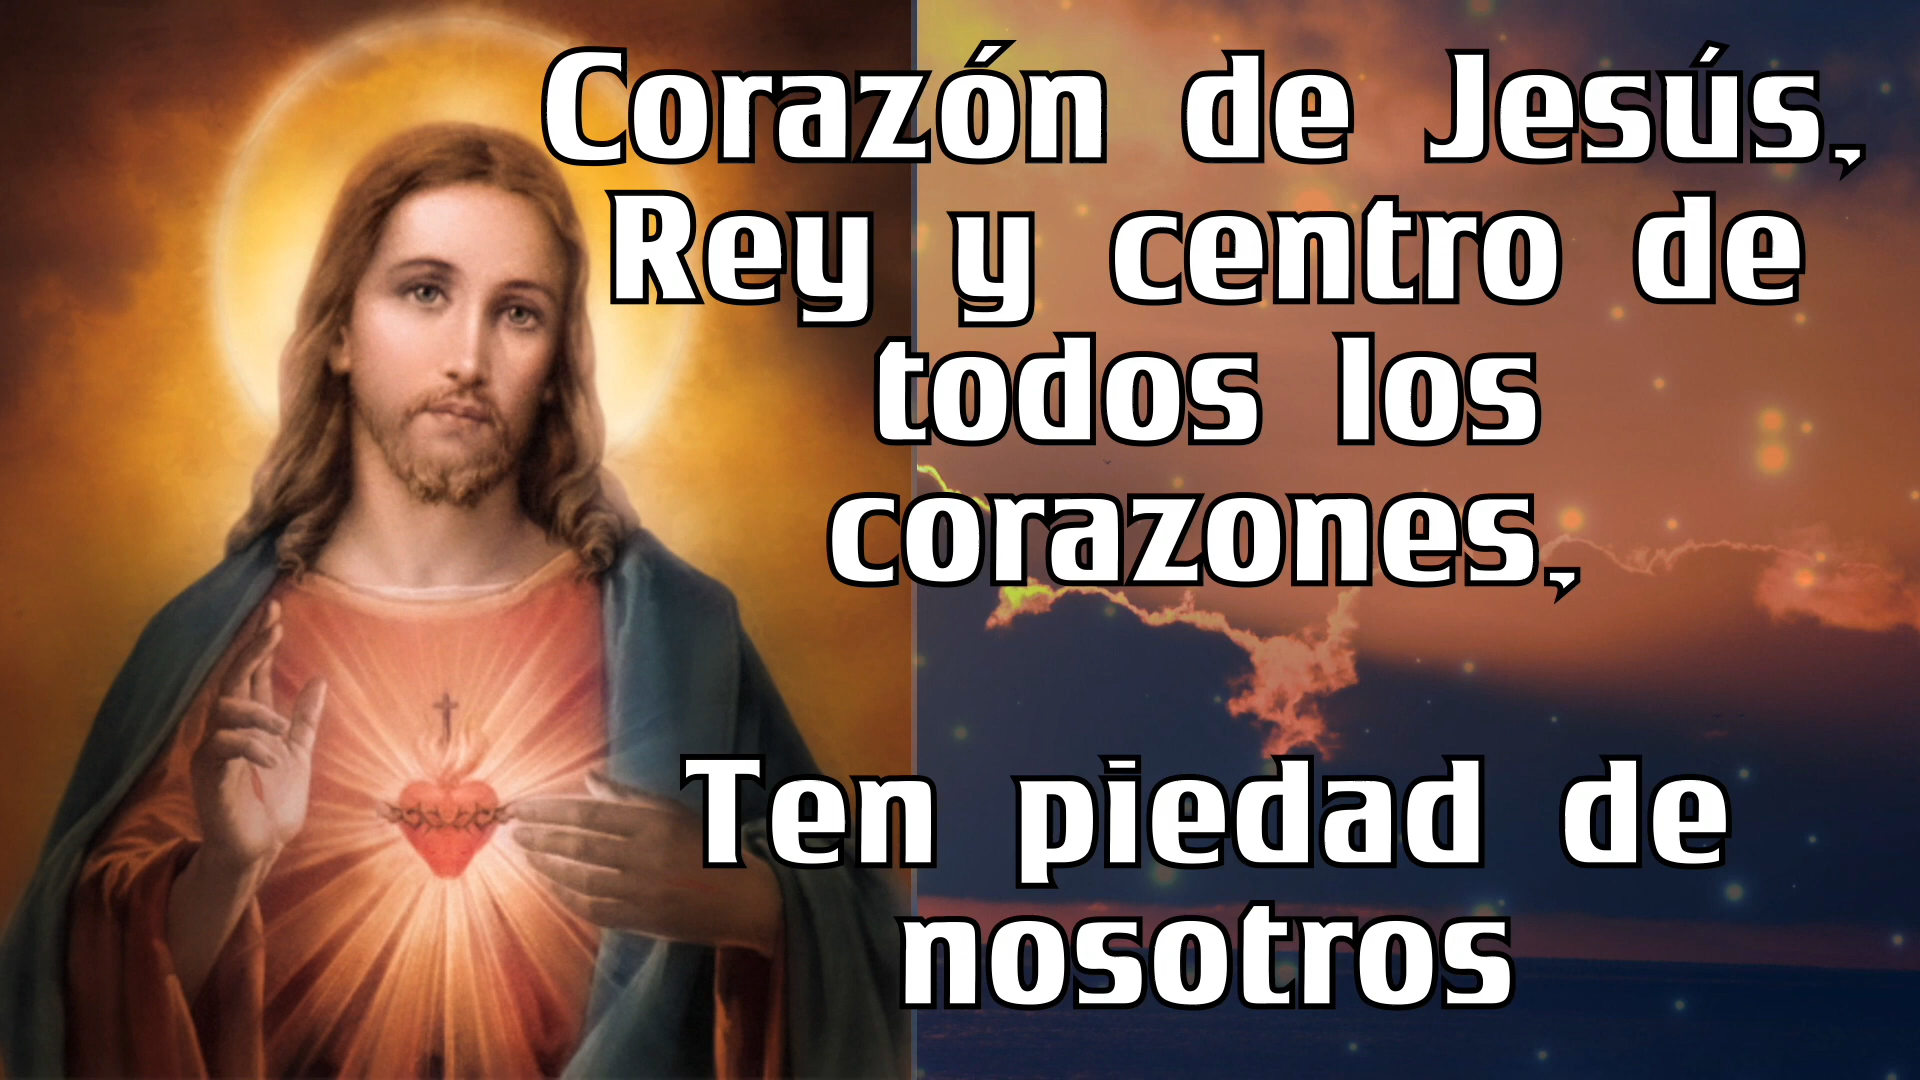 Corazón de Jesús,
Rey y centro de
todos los
corazones,
Ten piedad de
nosotros